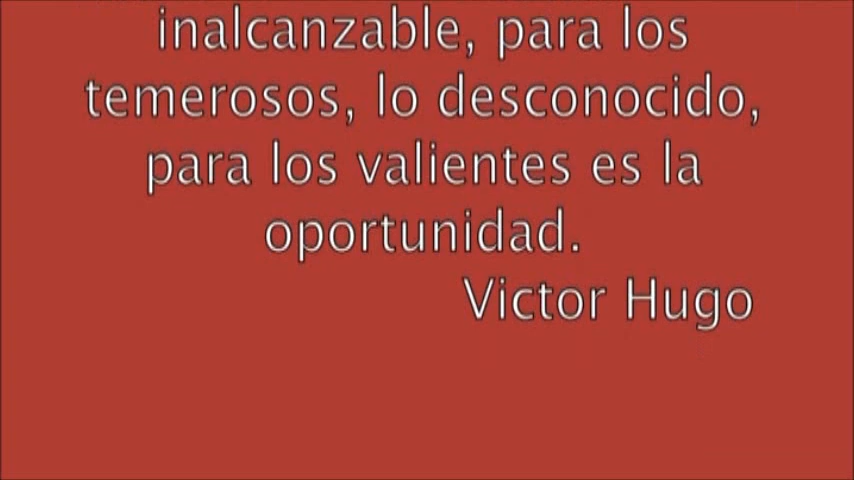 inalcanzable, para los
temerosos, lo desconocido,
para los valientes es la
oportunidad.
Victor Hugo